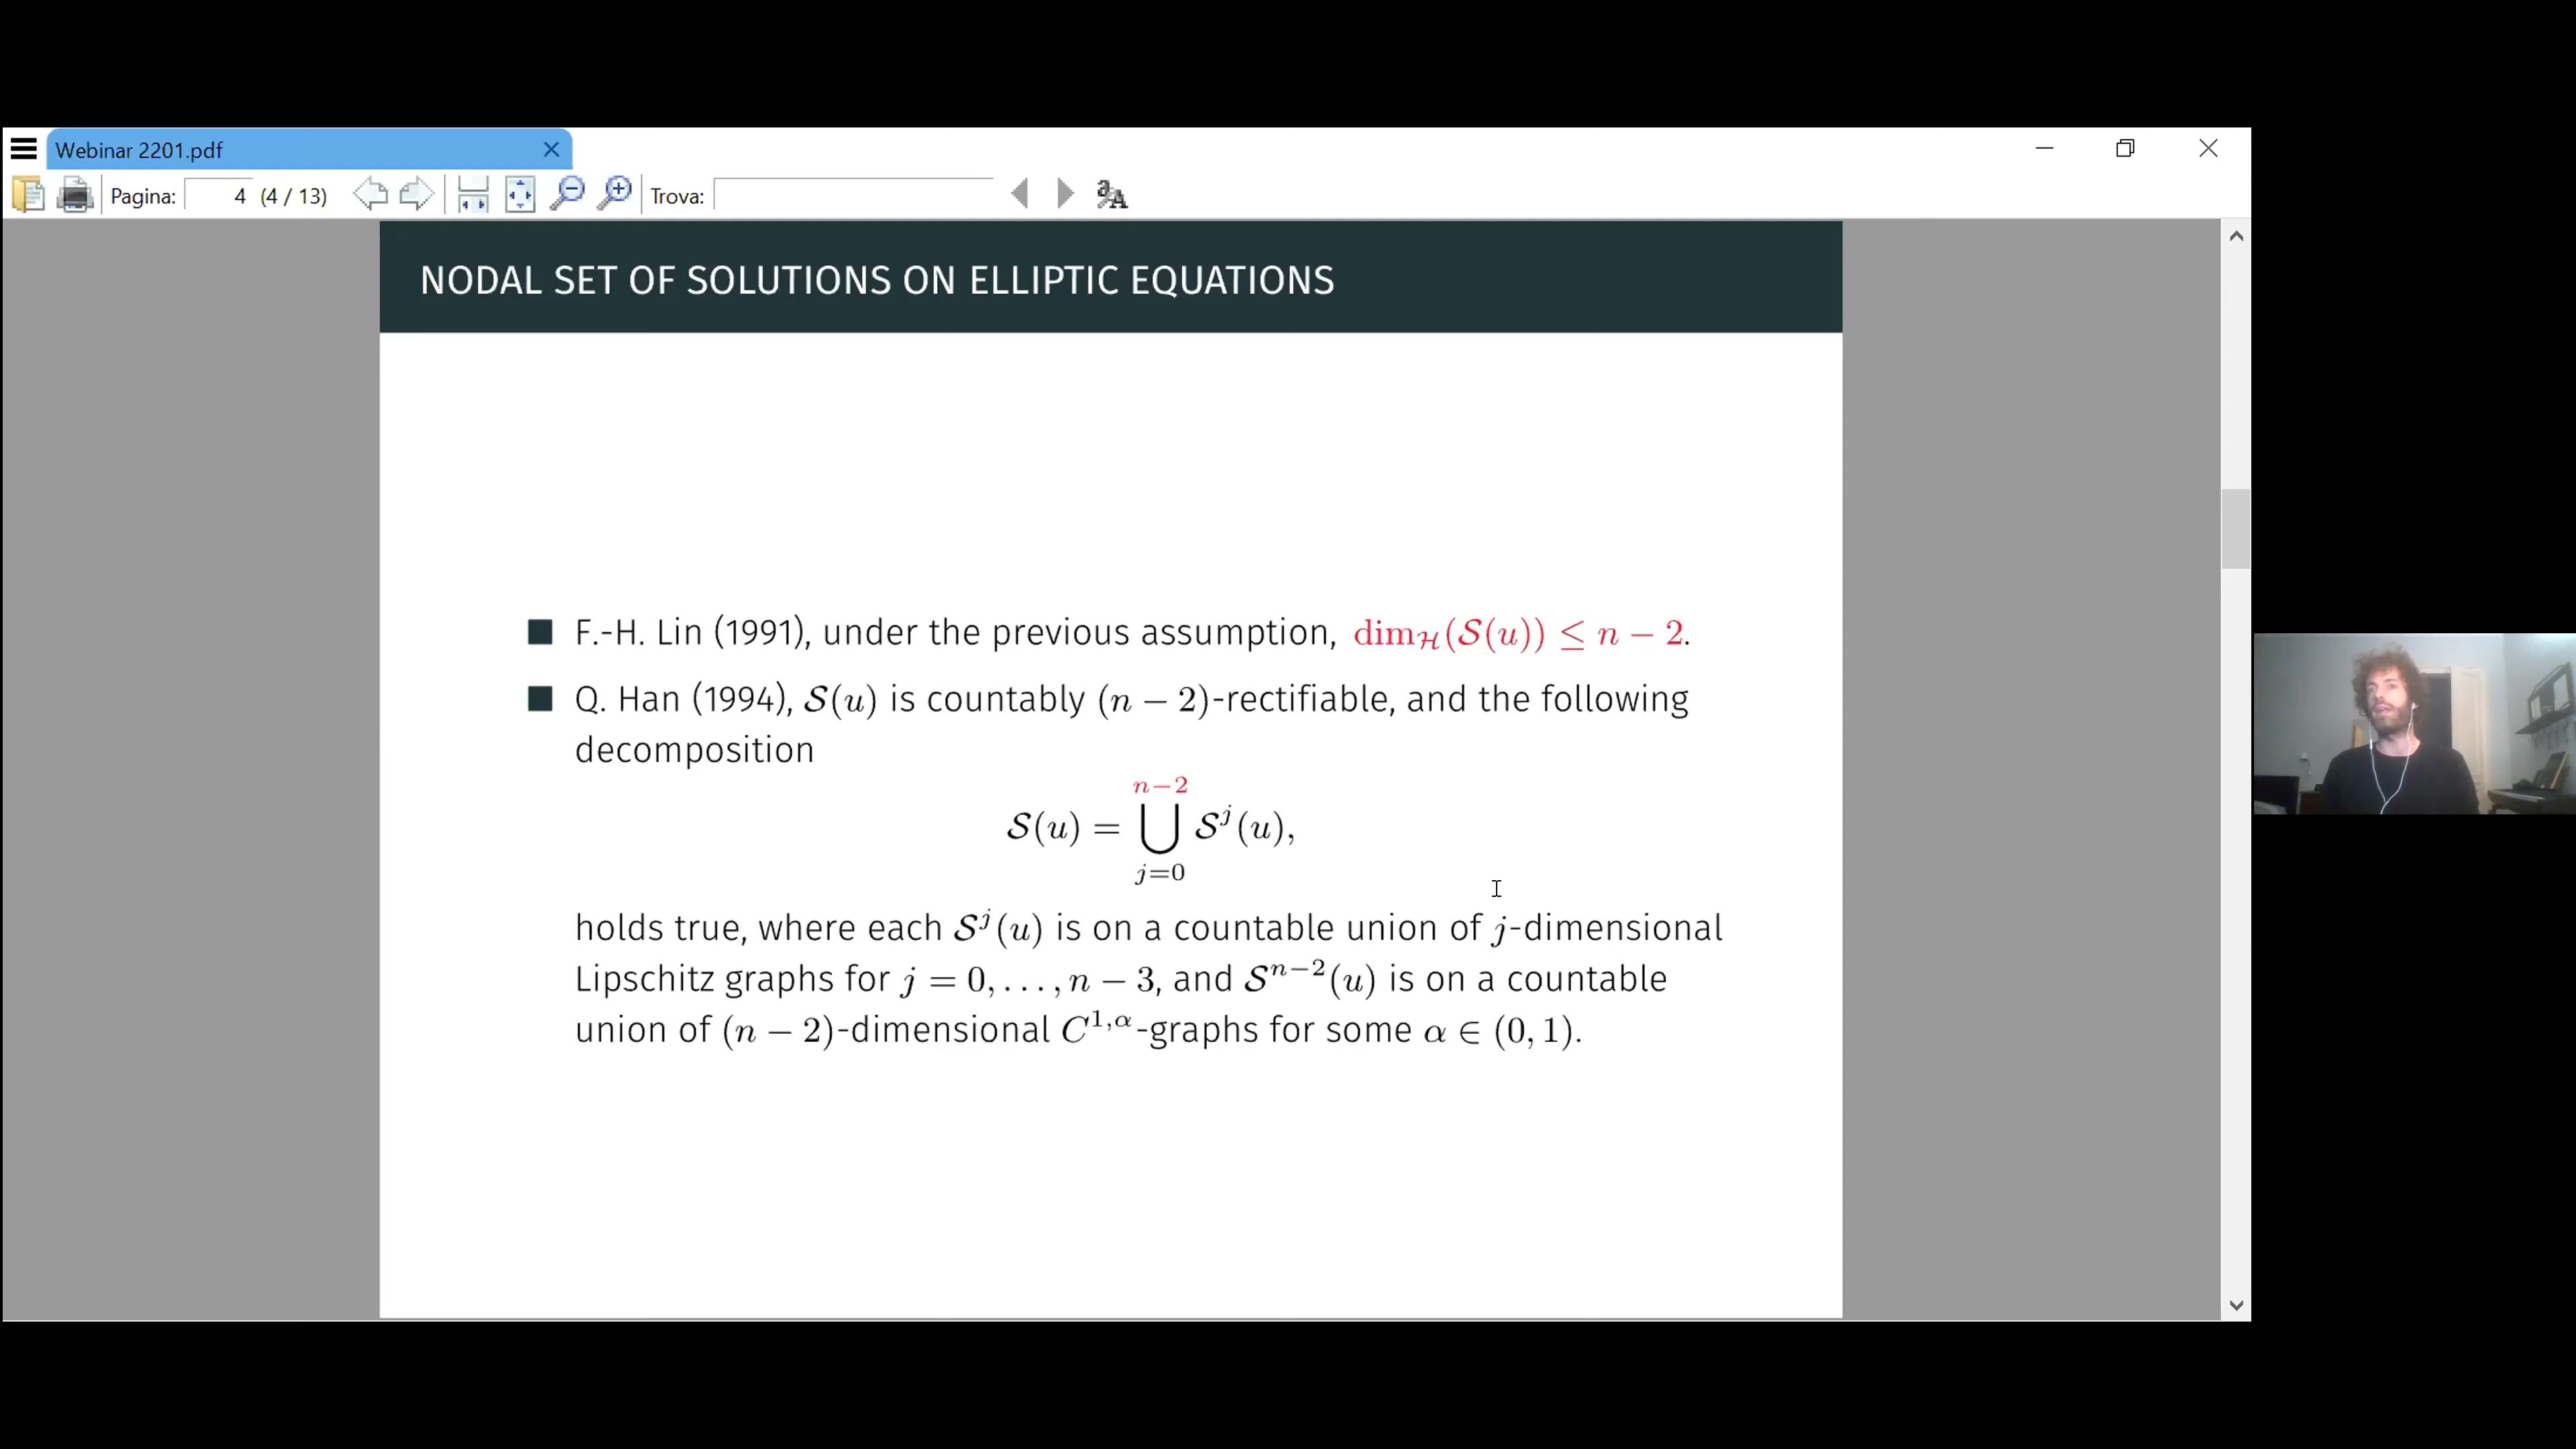 Webinar 2201.pdf
Pagina: 4 (4 / 13) Trova:
NODAL SET OF SOLUTIONS ON ELLIPTIC EQUATIONS
F.-H. Lin (1991), under the previous assumption, dim_ℋ(𝒮(u)) ≤ n − 2.
Q. Han (1994), 𝒮(u) is countably (n − 2)-rectifiable, and the following
decomposition
n−2
𝒮(u) = ⋃ 𝒮^j(u),
j=0
holds true, where each 𝒮^j(u) is on a countable union of j-dimensional
Lipschitz graphs for j = 0, . . . , n − 3, and 𝒮^{n−2}(u) is on a countable
union of (n − 2)-dimensional C^{1,α}-graphs for some α ∈ (0, 1).